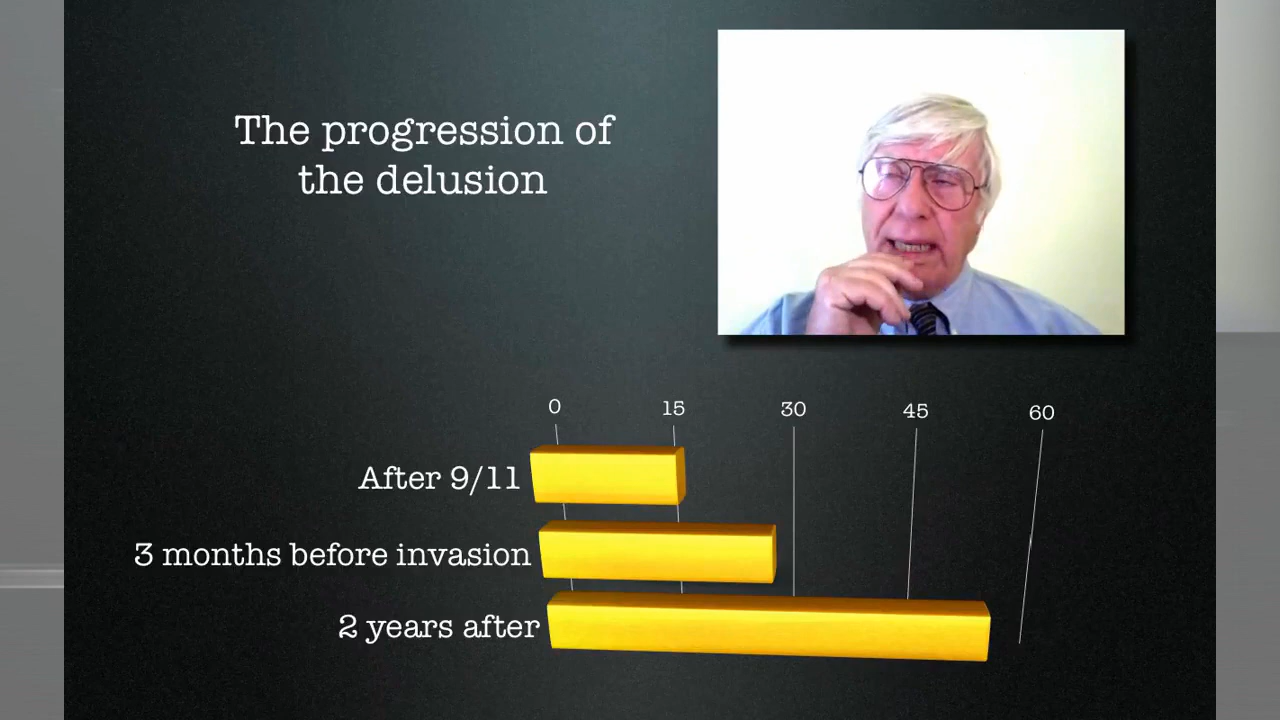 The progression of
the delusion
0 15 30 45 60
After 9/11
3 months before invasion
2 years after